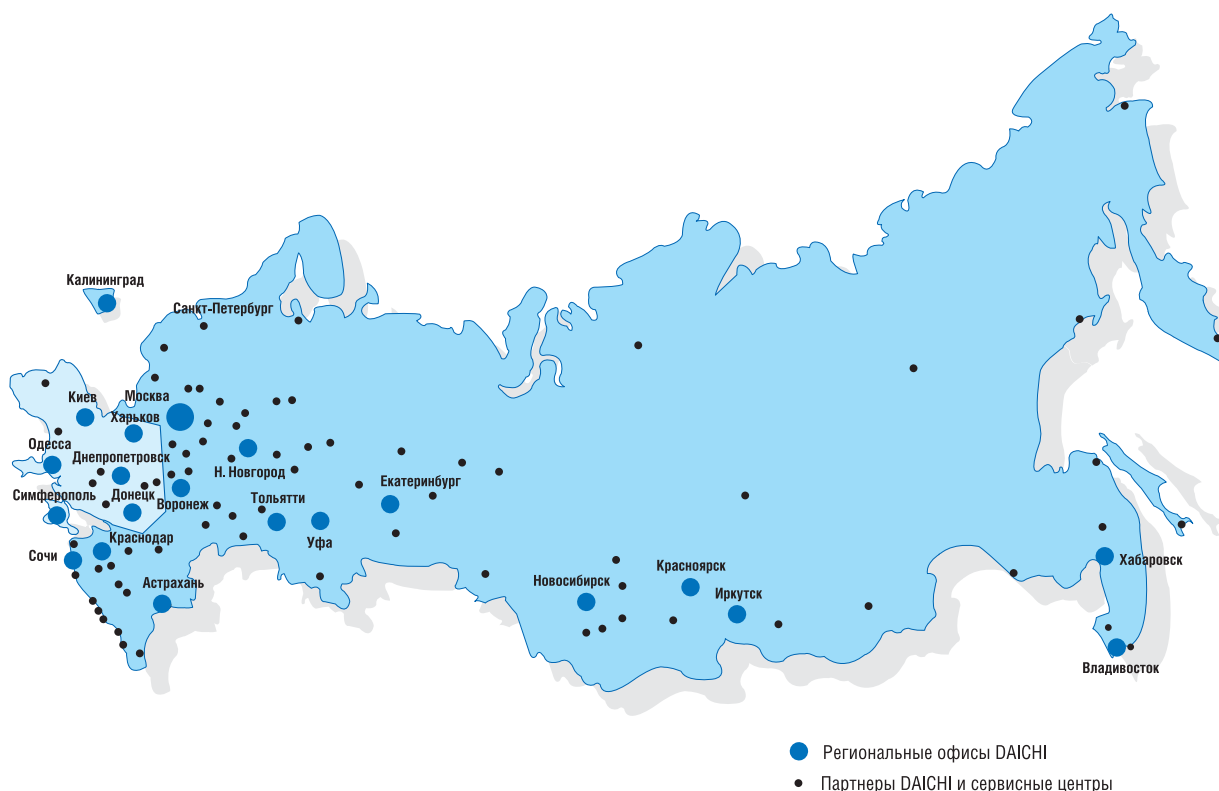 Калининград
Санкт-Петербург
Киев
Москва
Харьков
Одесса
Днепропетровск
Н. Новгород
Екатеринбург
Симферополь
Донецк
Воронеж
Тольятти
Уфа
Краснодар
Сочи
Астрахань
Новосибирск
Красноярск
Иркутск
Хабаровск
Владивосток
Региональные офисы DAICHI
Партнеры DAICHI и сервисные центры